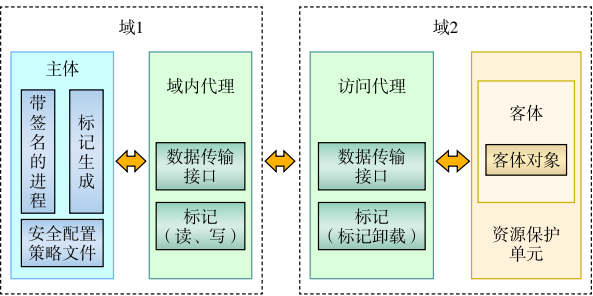 域1
主体
带签名的进程
标记生成
安全配置
策略文件
域内代理
数据传输
接口
标记
（读、写）
域2
访问代理
数据传输
接口
标记
（标记卸载）
客体
客体对象
资源保护
单元